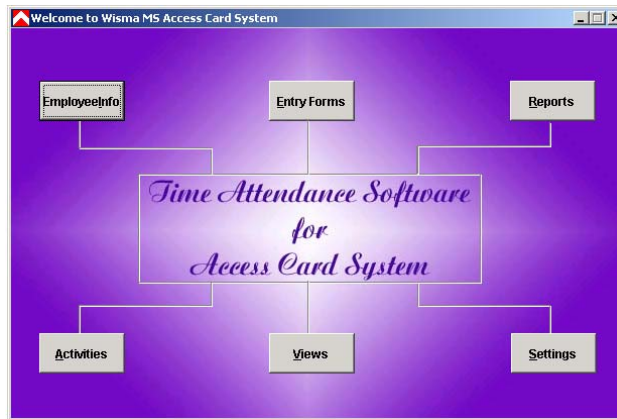 Welcome to Wisma MS Access Card System
EmployeeInfo
Entry Forms
Reports
Time Attendance Software
for
Access Card System
Activities
Views
Settings